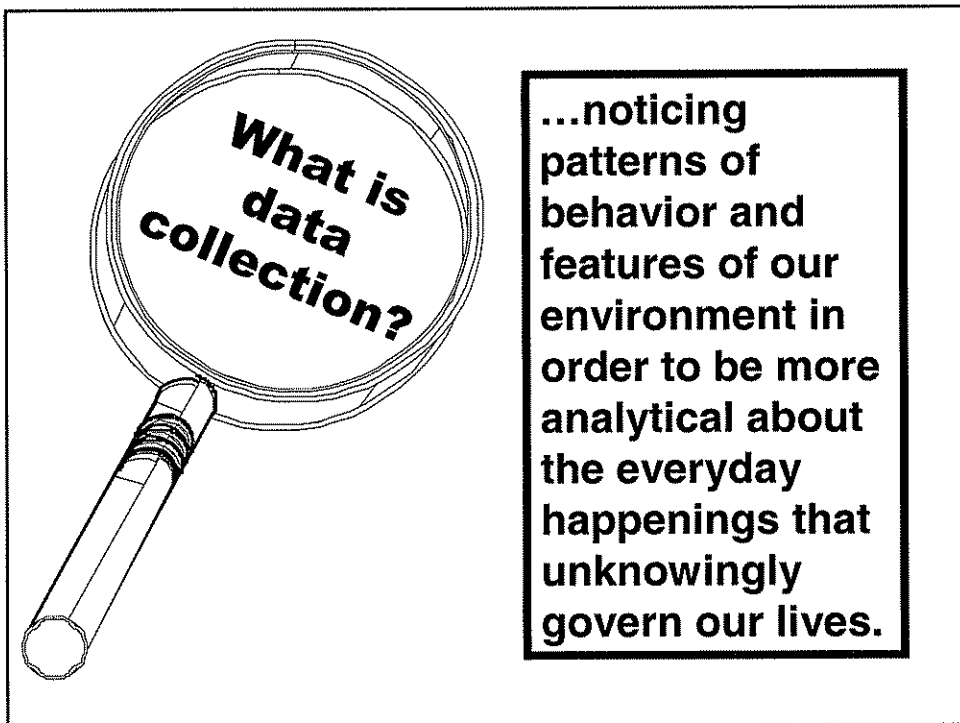 What is
data
collection?
...noticing
patterns of
behavior and
features of our
environment in
order to be more
analytical about
the everyday
happenings that
unknowingly
govern our lives.